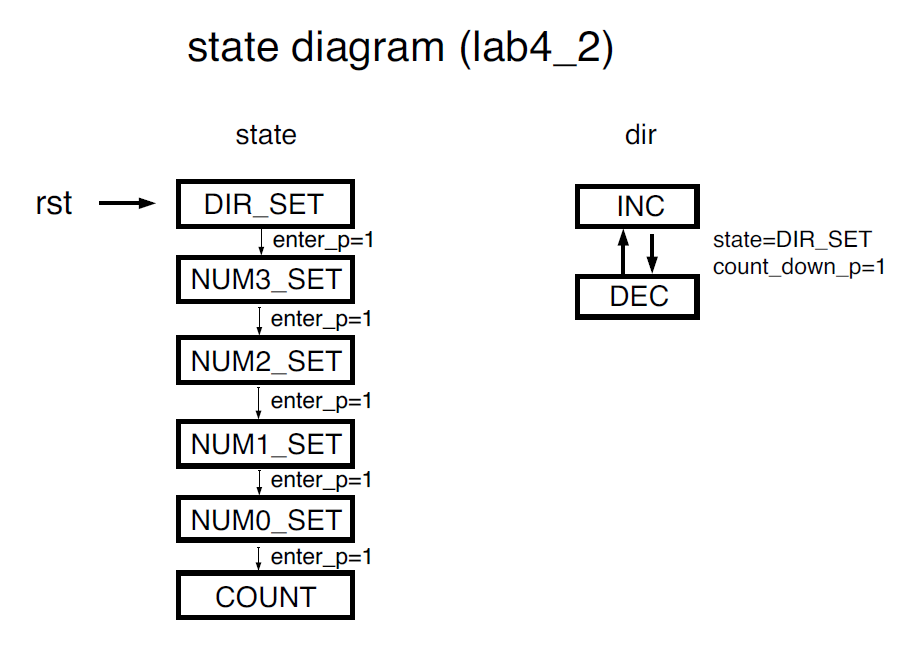 state diagram (lab4_2)
state
rst
DIR_SET
enter_p=1
NUM3_SET
enter_p=1
NUM2_SET
enter_p=1
NUM1_SET
enter_p=1
NUM0_SET
enter_p=1
COUNT
dir
INC
state=DIR_SET
count_down_p=1
DEC